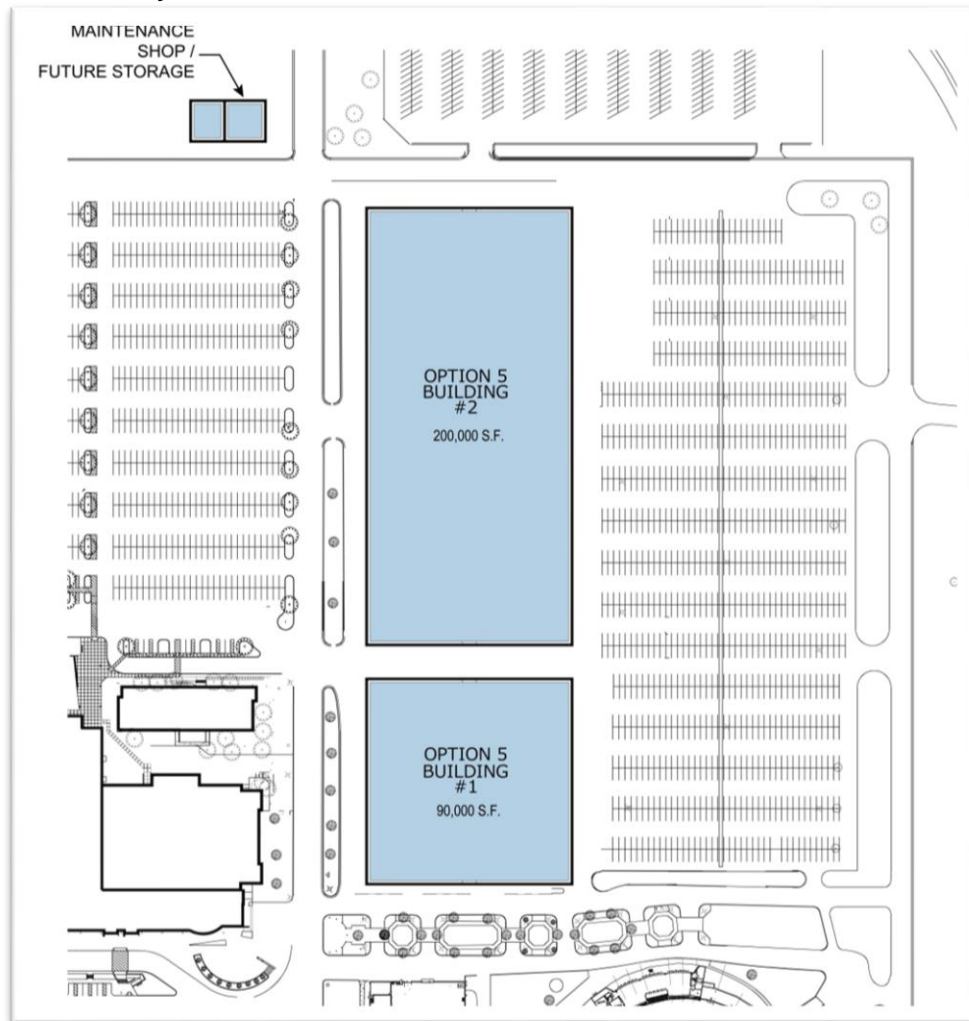 MAINTENANCE
SHOP /
FUTURE STORAGE
OPTION 5
BUILDING
#2
200,000 S.F.
OPTION 5
BUILDING
#1
90,000 S.F.